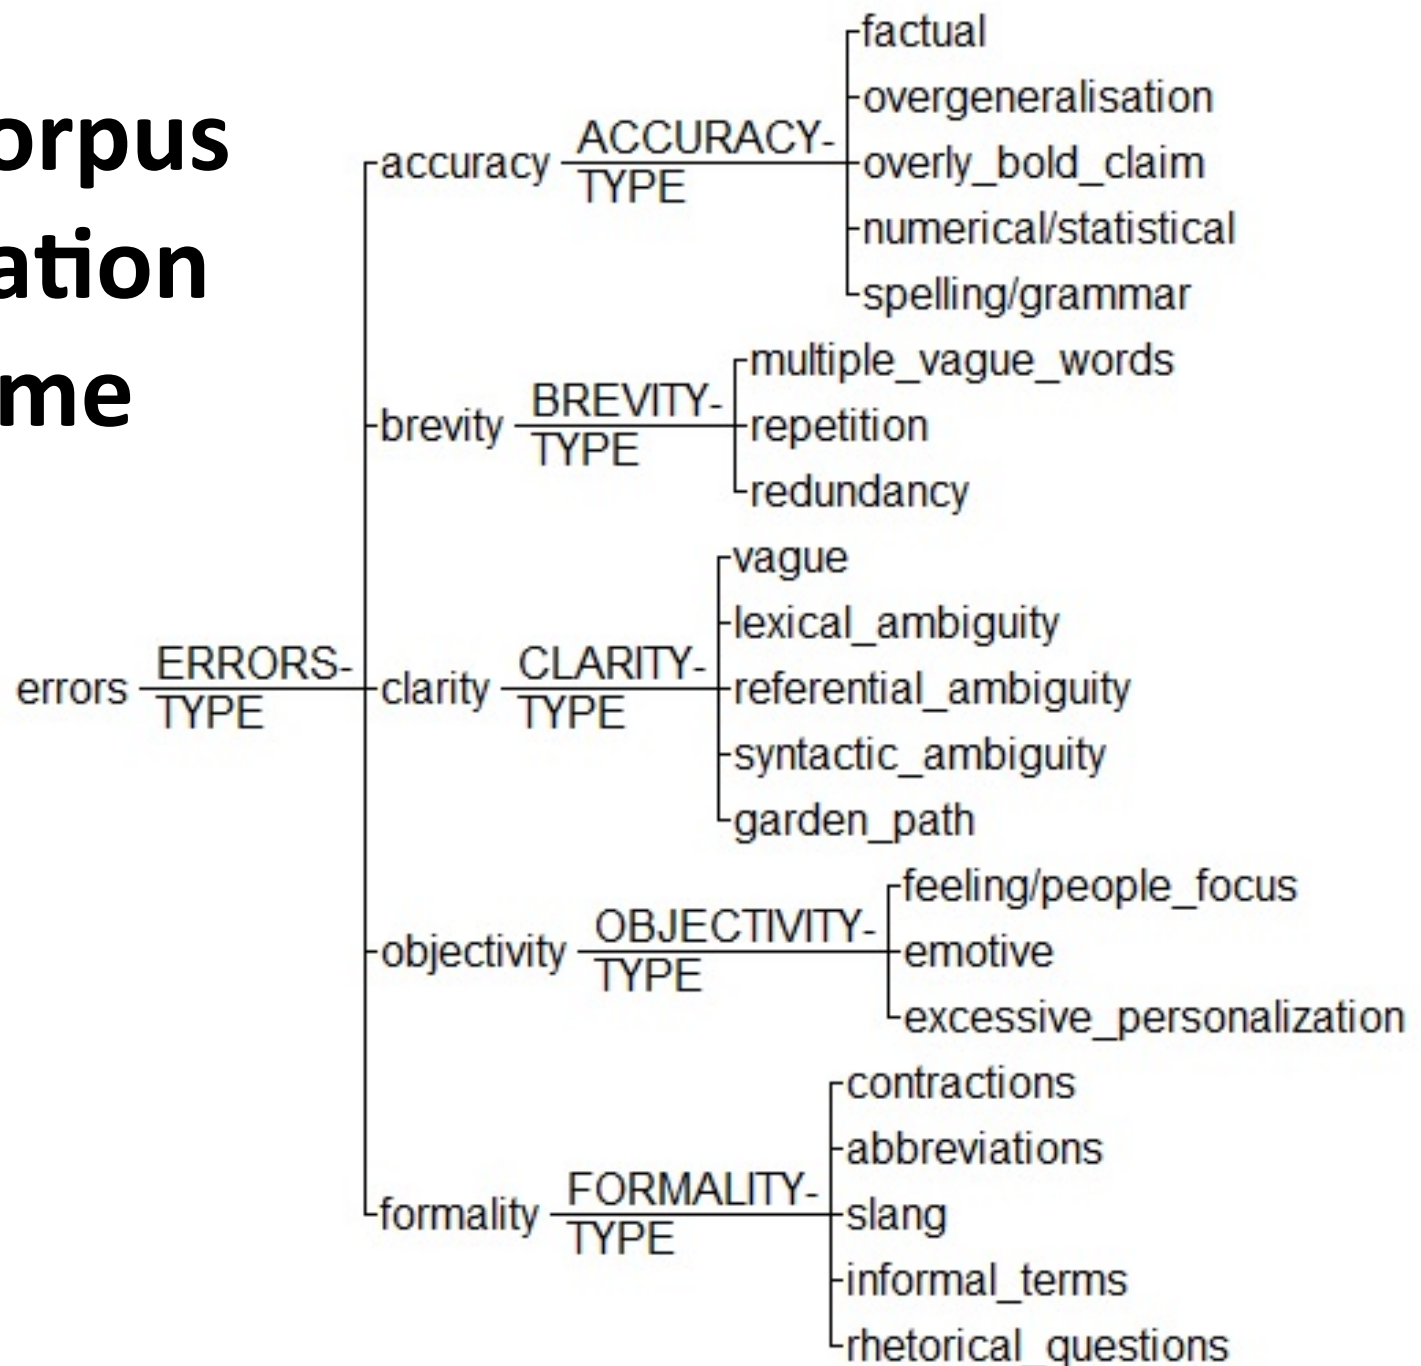 orpus
ation
me
errors
ERRORS-
TYPE
accuracy
ACCURACY-
TYPE
factual
overgeneralisation
overly_bold_claim
numerical/statistical
spelling/grammar
brevity
BREVITY-
TYPE
multiple_vague_words
repetition
redundancy
clarity
CLARITY-
TYPE
vague
lexical_ambiguity
referential_ambiguity
syntactic_ambiguity
garden_path
objectivity
OBJECTIVITY-
TYPE
feeling/people_focus
emotive
excessive_personalization
formality
FORMALITY-
TYPE
contractions
abbreviations
slang
informal_terms
rhetorical_questions